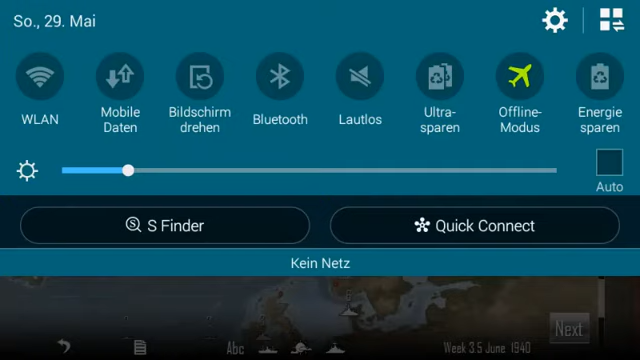 So., 29. Mai
WLAN
Mobile
Daten
Bildschirm
drehen
Bluetooth
Lautlos
Ultra-
sparen
Offline-
Modus
Energie
sparen
Auto
S Finder
Quick Connect
Kein Netz
Next
Abc
Week 3.5 June 1940